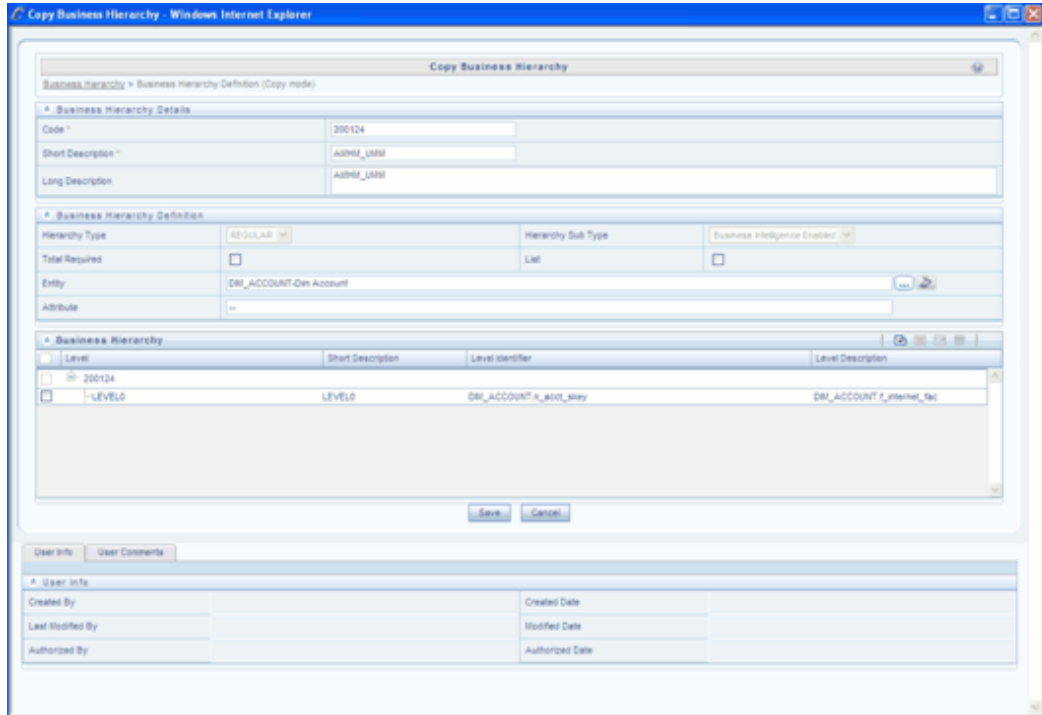 Copy Business Hierarchy - Windows Internet Explorer
Copy Business Hierarchy
Business Hierarchy > Business Hierarchy Definition (Copy mode)
Business Hierarchy Details
Code *
200124
Short Description *
Long Description
Business Hierarchy Definition
Hierarchy Type
REGULAR
Hierarchy Sub Type
Business Intelligence Enabled
Total Required
List
Entity
DIM_ACCOUNT-Dim Account
...
Attribute
--
Business Hierarchy
Level Short Description Level Identifier Level Description
200124
LEVEL0 LEVEL0 DIM_ACCOUNT.n_acct_skey DIM_ACCOUNT.f_internet_fac
Save Cancel
User Info User Comments
User Info
Created By Created Date
Last Modified By Modified Date
Authorized By Authorized Date